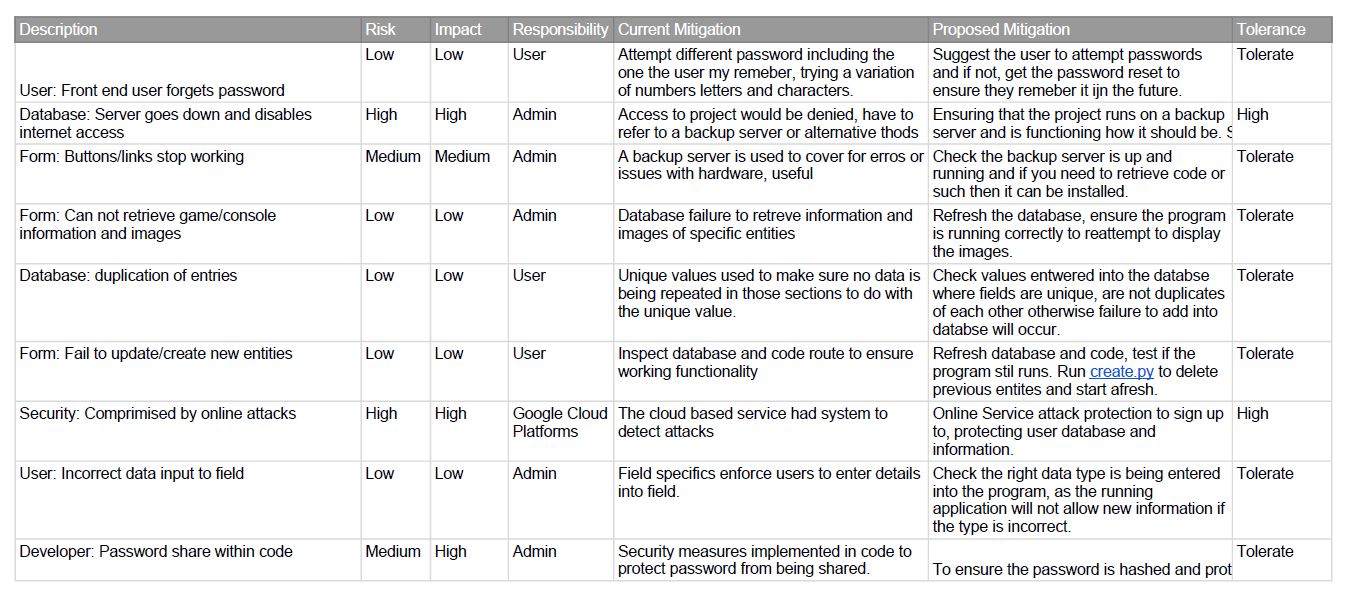 Description Risk Impact Responsibility Current Mitigation Proposed Mitigation Tolerance
User: Front end user forgets password
Low
Low
User
Attempt different password including the
one the user my remeber, trying a variation
of numbers letters and characters.
Suggest the user to attempt passwords
and if not, get the password reset to
ensure they remeber it ijn the future.
Tolerate
Database: Server goes down and disables
internet access
High
High
Admin
Access to project would be denied, have to
refer to a backup server or alternative thods
Ensuring that the project runs on a backup
server and is functioning how it should be. S
High
Form: Buttons/links stop working
Medium
Medium
Admin
A backup server is used to cover for erros or
issues with hardware, useful
Check the backup server is up and
running and if you need to retrieve code or
such then it can be installed.
Tolerate
Form: Can not retrieve game/console
information and images
Low
Low
Admin
Database failure to retreve information and
images of specific entities
Refresh the database, ensure the program
is running correctly to reattempt to display
the images.
Tolerate
Database: duplication of entries
Low
Low
User
Unique values used to make sure no data is
being repeated in those sections to do with
the unique value.
Check values entwered into the databse
where fields are unique, are not duplicates
of each other otherwise failure to add into
databse will occur.
Tolerate
Form: Fail to update/create new entities
Low
Low
User
Inspect database and code route to ensure
working functionality
Refresh database and code, test if the
program stil runs. Run create.py to delete
previous entites and start afresh.
Tolerate
Security: Comprimised by online attacks
High
High
Google Cloud
Platforms
The cloud based service had system to
detect attacks
Online Service attack protection to sign up
to, protecting user database and
information.
High
User: Incorrect data input to field
Low
Low
Admin
Field specifics enforce users to enter details
into field.
Check the right data type is being entered
into the program, as the running
application will not allow new information if
the type is incorrect.
Tolerate
Developer: Password share within code
Medium
High
Admin
Security measures implemented in code to
protect password from being shared.
To ensure the password is hashed and prot
Tolerate